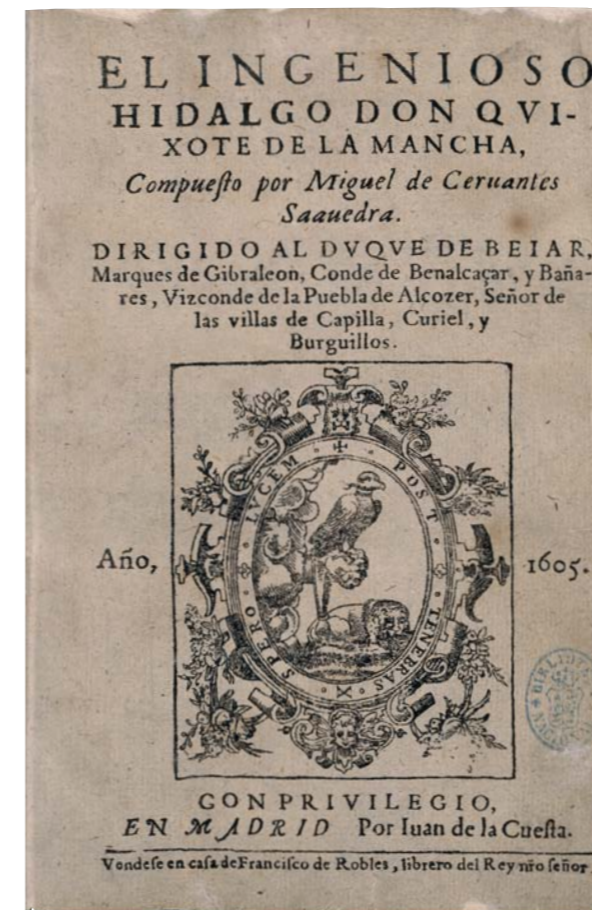 EL INGENIOSO
HIDALGO DON QVI-
XOTE DE LA MANCHA,
Compuesto por Miguel de Ceruantes
Saauedra.
DIRIGIDO AL DVQVE DE BEIAR,
Marques de Gibraleon, Conde de Benalcaçar, y Baña-
res, Vizconde de la Puebla de Alcozer, Señor de
las villas de Capilla, Curiel, y
Burguillos.
SPERO LVCEM POST TENEBRAS
Año, 1605.
CON PRIVILEGIO,
EN MADRID Por Iuan de la Cuesta.
Vendese en casa de Francisco de Robles, librero del Rey nro señor